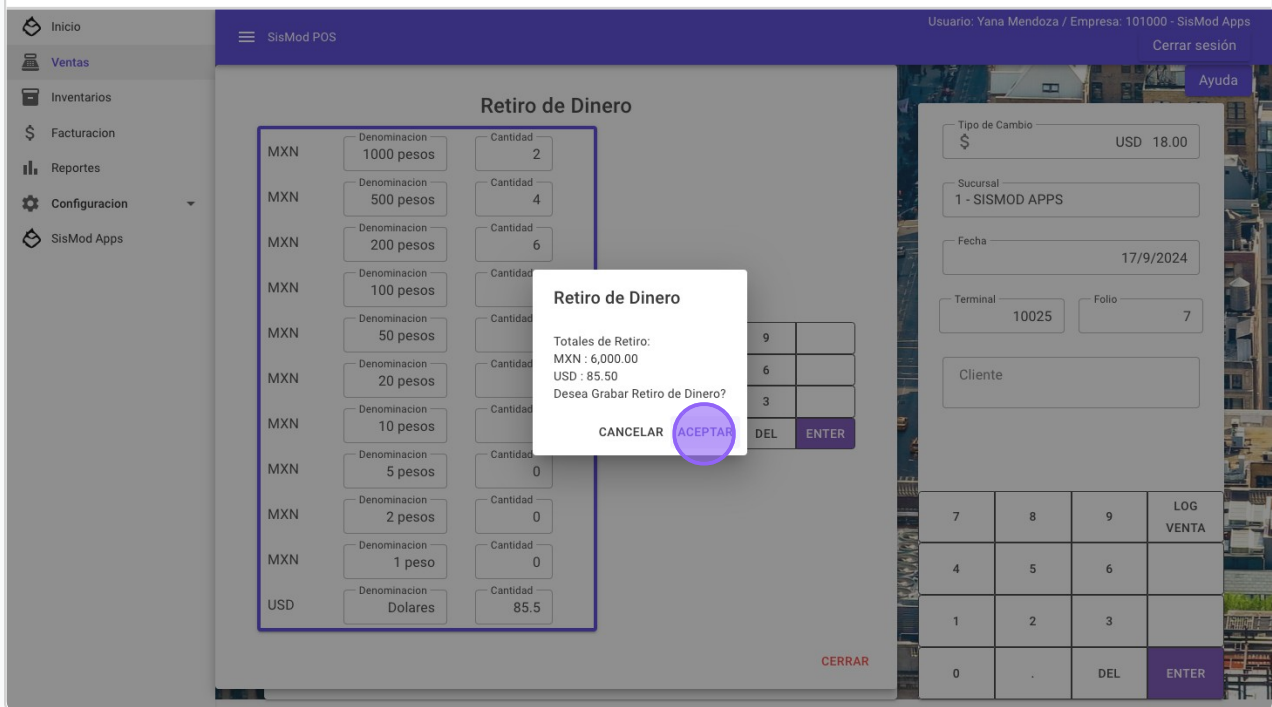 Inicio
Ventas
Inventarios
Facturacion
Reportes
Configuracion
SisMod Apps
SisMod POS
Usuario: Yana Mendoza / Empresa: 101000 - SisMod Apps
Cerrar sesión
Ayuda
Retiro de Dinero
Denominacion Cantidad
MXN 1000 pesos 2
Denominacion Cantidad
MXN 500 pesos 4
Denominacion Cantidad
MXN 200 pesos 6
Denominacion Cantidad
MXN 100 pesos
Denominacion Cantidad
MXN 50 pesos
Denominacion Cantidad
MXN 20 pesos
Denominacion Cantidad
MXN 10 pesos
Denominacion Cantidad
MXN 5 pesos 0
Denominacion Cantidad
MXN 2 pesos 0
Denominacion Cantidad
MXN 1 peso 0
Denominacion Cantidad
USD Dolares 85.5
Retiro de Dinero
Totales de Retiro:
MXN : 6,000.00
USD : 85.50
Desea Grabar Retiro de Dinero?
CANCELAR ACEPTAR
9
6
3
DEL ENTER
CERRAR
Tipo de Cambio
$ USD 18.00
Sucursal
1 - SISMOD APPS
Fecha
17/9/2024
Terminal Folio
10025 7
Cliente
7 8 9 LOG VENTA
4 5 6
1 2 3
0 . DEL ENTER